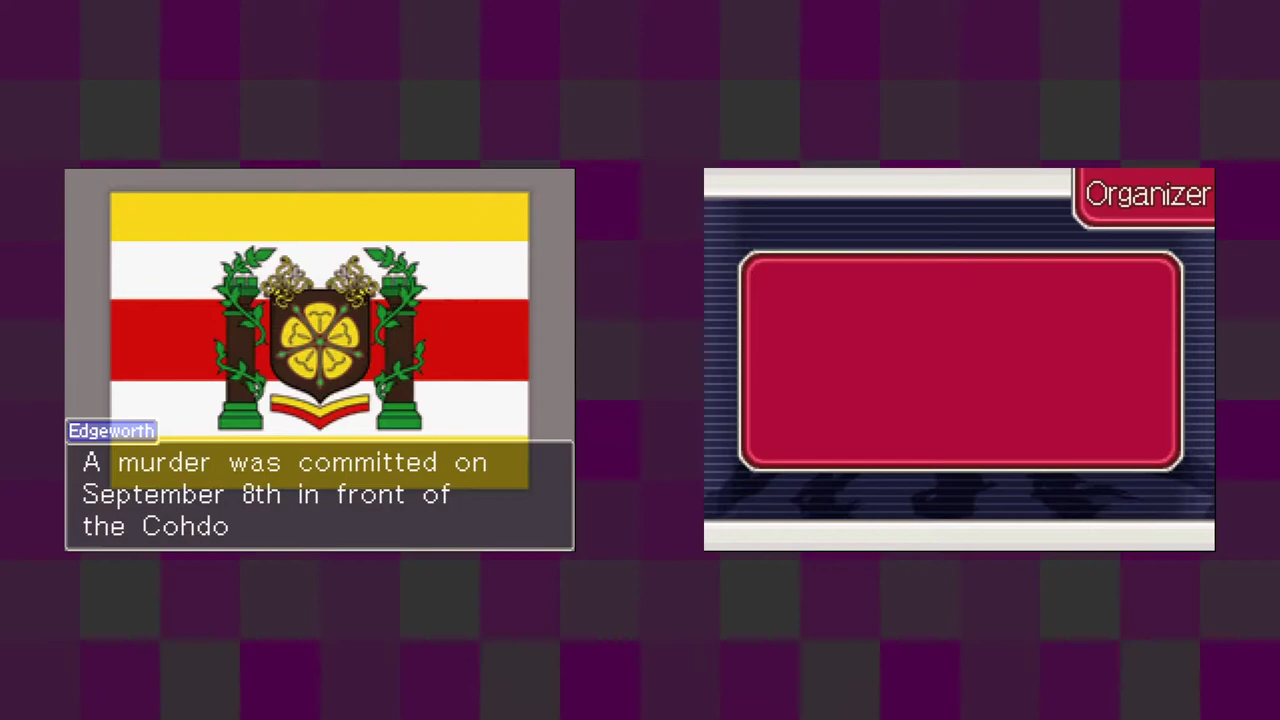 Organizer
Edgeworth
A murder was committed on
September 8th in front of
the Cohdo